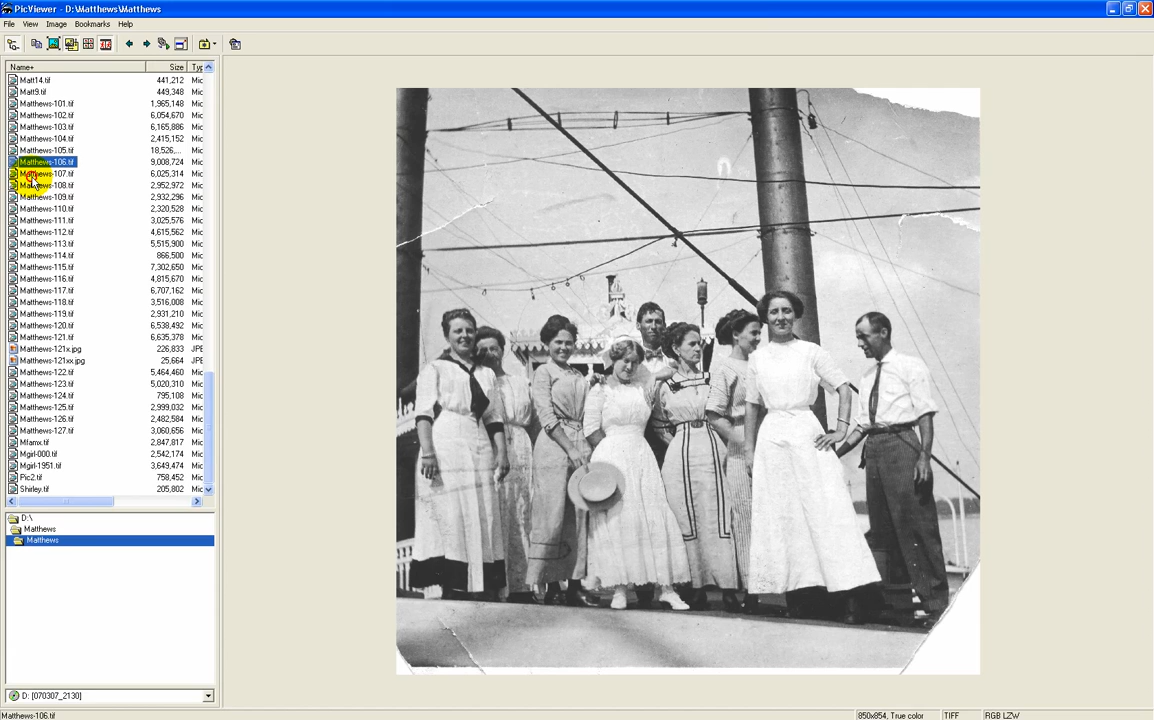 PicViewer - D:\Matthews\Matthews
File View Image Bookmarks Help
Name+ Size Typ
Matt14.tif 441,212 Mic
Matt9.tif 449,348 Mic
Matthews-101.tif 1,965,148 Mic
Matthews-102.tif 6,054,670 Mic
Matthews-103.tif 6,165,886 Mic
Matthews-104.tif 2,415,152 Mic
Matthews-105.tif 18,526,... Mic
Matthews-106.tif 9,008,724 Mic
Matthews-107.tif 6,025,314 Mic
Matthews-108.tif 2,952,972 Mic
Matthews-109.tif 2,932,296 Mic
Matthews-110.tif 2,320,528 Mic
Matthews-111.tif 3,025,576 Mic
Matthews-112.tif 4,615,562 Mic
Matthews-113.tif 5,515,900 Mic
Matthews-114.tif 866,500 Mic
Matthews-115.tif 7,302,650 Mic
Matthews-116.tif 4,815,670 Mic
Matthews-117.tif 6,707,162 Mic
Matthews-118.tif 3,516,008 Mic
Matthews-119.tif 2,931,210 Mic
Matthews-120.tif 6,538,492 Mic
Matthews-121.tif 6,635,378 Mic
Matthews-121x.jpg 226,833 JPE
Matthews-121xx.jpg 25,664 JPE
Matthews-122.tif 5,464,460 Mic
Matthews-123.tif 5,020,310 Mic
Matthews-124.tif 795,108 Mic
Matthews-125.tif 2,999,032 Mic
Matthews-126.tif 2,482,584 Mic
Matthews-127.tif 3,060,656 Mic
Mfamx.tif 2,847,817 Mic
Mgirl-000.tif 2,542,174 Mic
Mgirl-1951.tif 3,649,474 Mic
Pic2.tif 758,452 Mic
Shirley.tif 205,802 Mic
D:\
Matthews
Matthews
D: [070307_2130]
Matthews-106.tif 850x854, True color TIFF RGB LZW